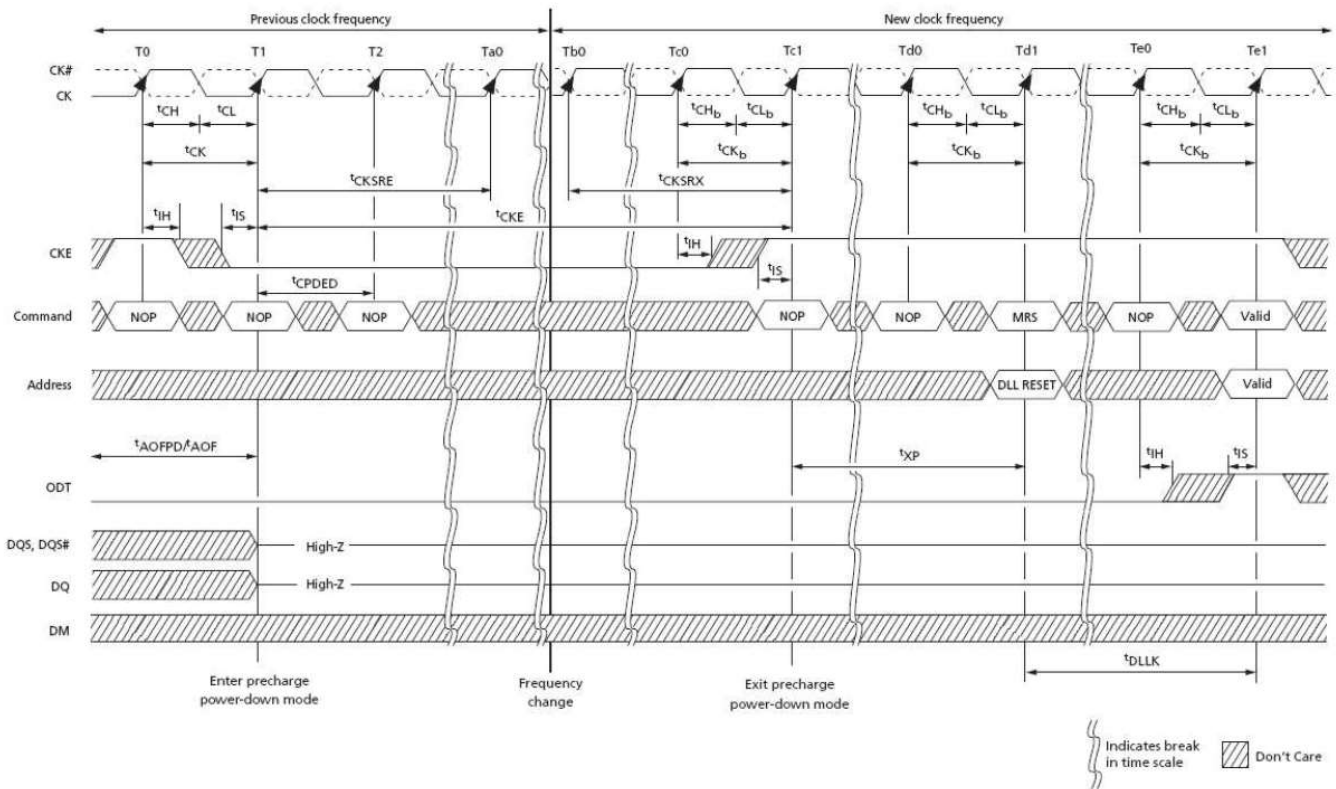 Previous clock frequency New clock frequency
T0 T1 T2 Ta0 Tb0 Tc0 Tc1 Td0 Td1 Te0 Te1
CK#
CK
tCH tCL tCHb tCLb tCHb tCLb tCHb tCLb
tCK tCKb tCKb tCKb
tCKSRE tCKSRX
tIH tIS tCKE
CKE tIH
tCPDED tIS
Command NOP NOP NOP NOP NOP MRS NOP Valid
Address DLL RESET Valid
tAOFPD/tAOF tXP tIH tIS
ODT
DQS, DQS# High-Z
DQ High-Z
DM
tDLLK
Enter precharge
power-down mode
Frequency
change
Exit precharge
power-down mode
Indicates break
in time scale
Don't Care